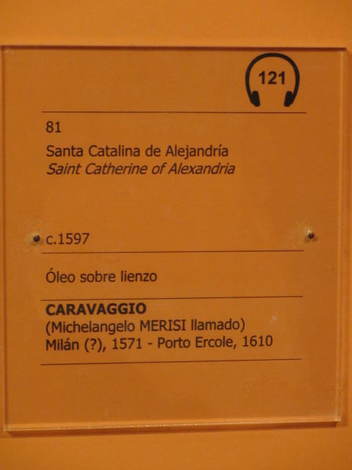 121
81
Santa Catalina de Alejandría
Saint Catherine of Alexandria
c.1597
Óleo sobre lienzo
CARAVAGGIO
(Michelangelo MERISI llamado)
Milán (?), 1571 - Porto Ercole, 1610